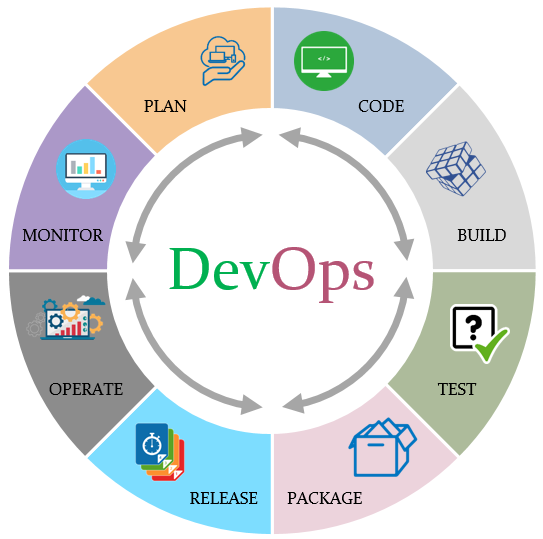 PLAN
CODE
</>
MONITOR
BUILD
DevOps
?
OPERATE
TEST
RELEASE
PACKAGE